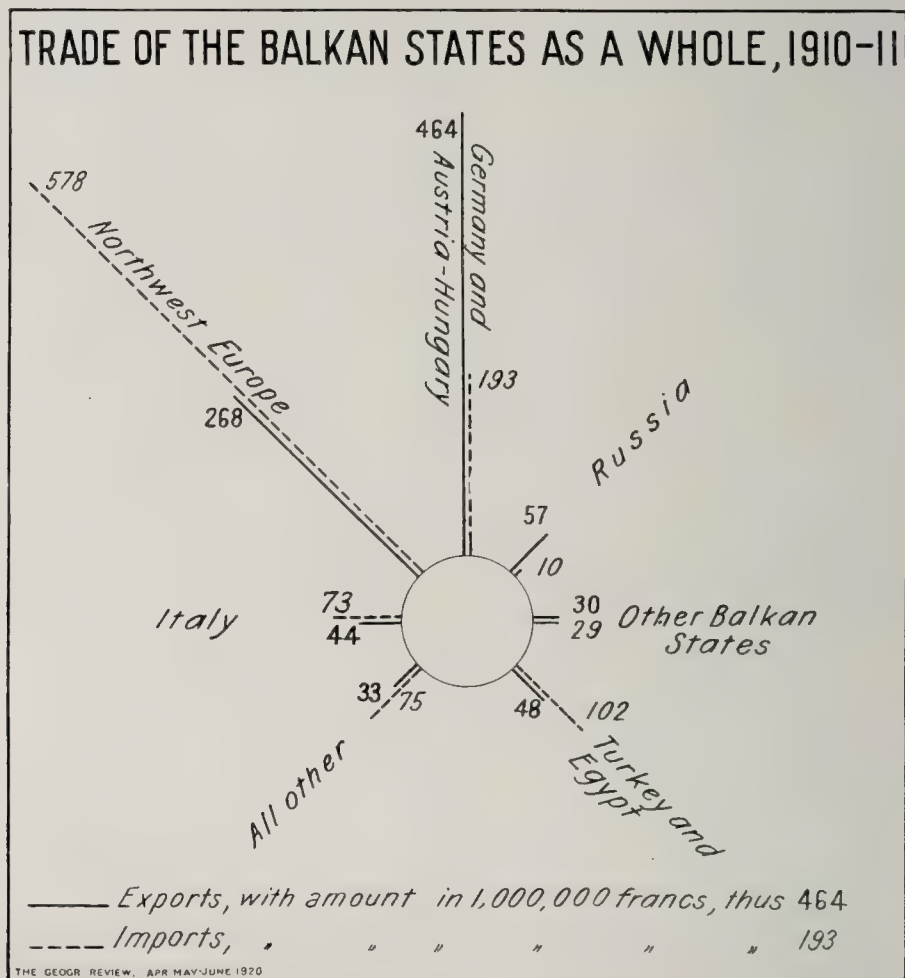 TRADE OF THE BALKAN STATES AS A WHOLE, 1910-11
464
Germany and
Austria-Hungary
578
Northwest Europe
193
268
Russia
57
10
Italy
73
44
30
29
Other Balkan
States
33
75
48
102
All other
Turkey and
Egypt
Exports, with amount in 1,000,000 francs, thus 464
Imports, " " " " " " 193
THE GEOGR REVIEW, APR MAY-JUNE 1920